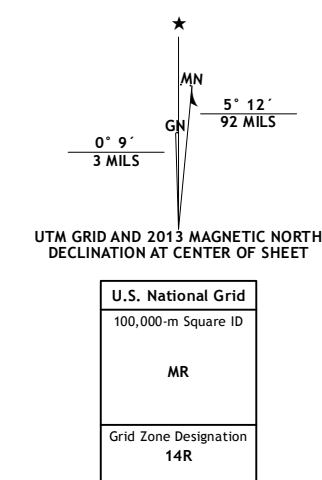 ★
MN
5° 12´
92 MILS
GN
0° 9´
3 MILS
UTM GRID AND 2013 MAGNETIC NORTH
DECLINATION AT CENTER OF SHEET
U.S. National Grid
100,000-m Square ID
MR
Grid Zone Designation
14R